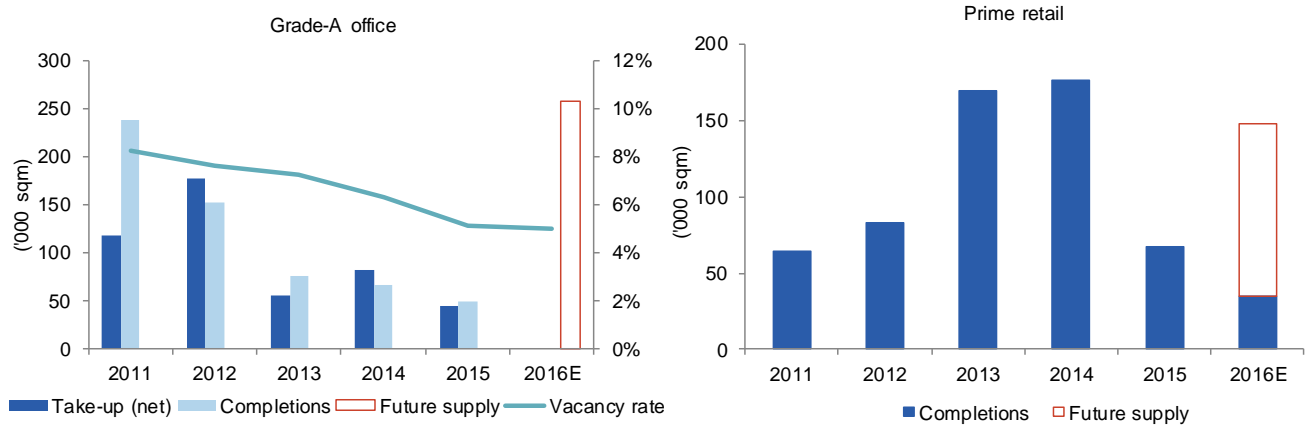 Grade-A office
300
250
200
150
100
50
0
('000 sqm)
12%
10%
8%
6%
4%
2%
0%
2011 2012 2013 2014 2015 2016E
Take-up (net) Completions Future supply Vacancy rate
Prime retail
200
150
100
50
0
('000 sqm)
2011 2012 2013 2014 2015 2016E
Completions Future supply